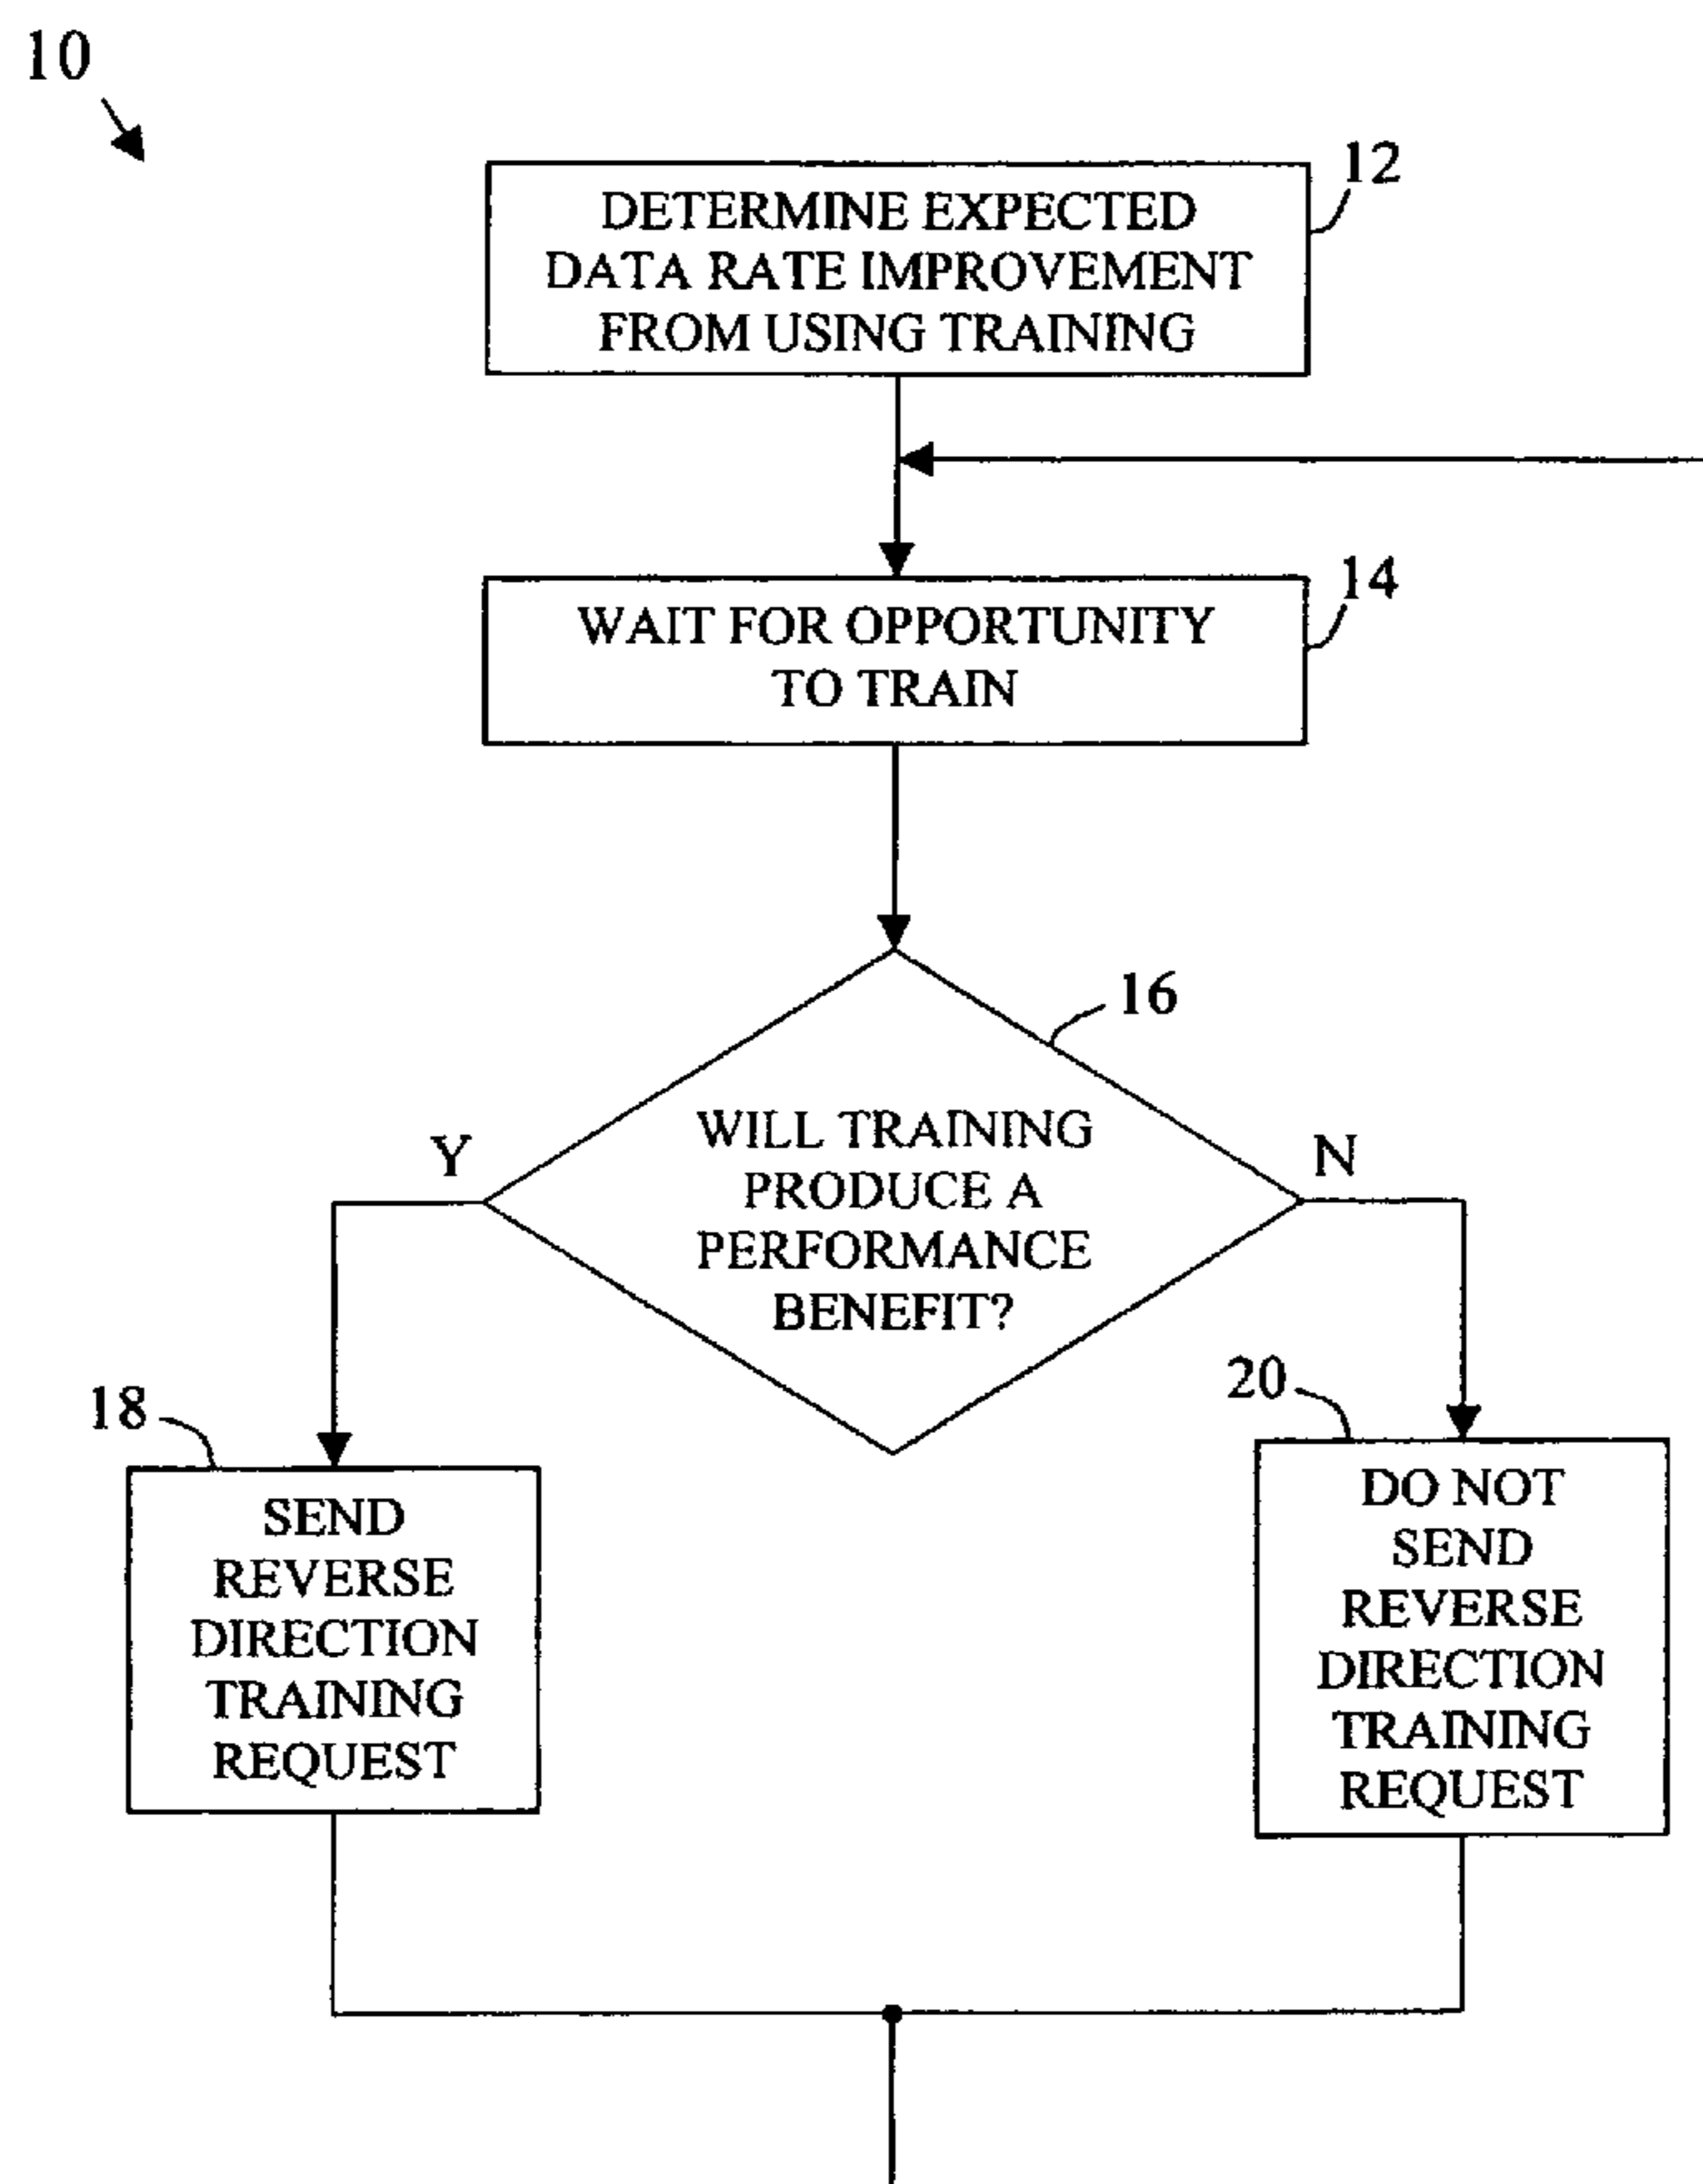 10
12
DETERMINE EXPECTED
DATA RATE IMPROVEMENT
FROM USING TRAINING
14
WAIT FOR OPPORTUNITY
TO TRAIN
16
WILL TRAINING
PRODUCE A
PERFORMANCE
BENEFIT?
Y
N
18
SEND
REVERSE
DIRECTION
TRAINING
REQUEST
20
DO NOT
SEND
REVERSE
DIRECTION
TRAINING
REQUEST